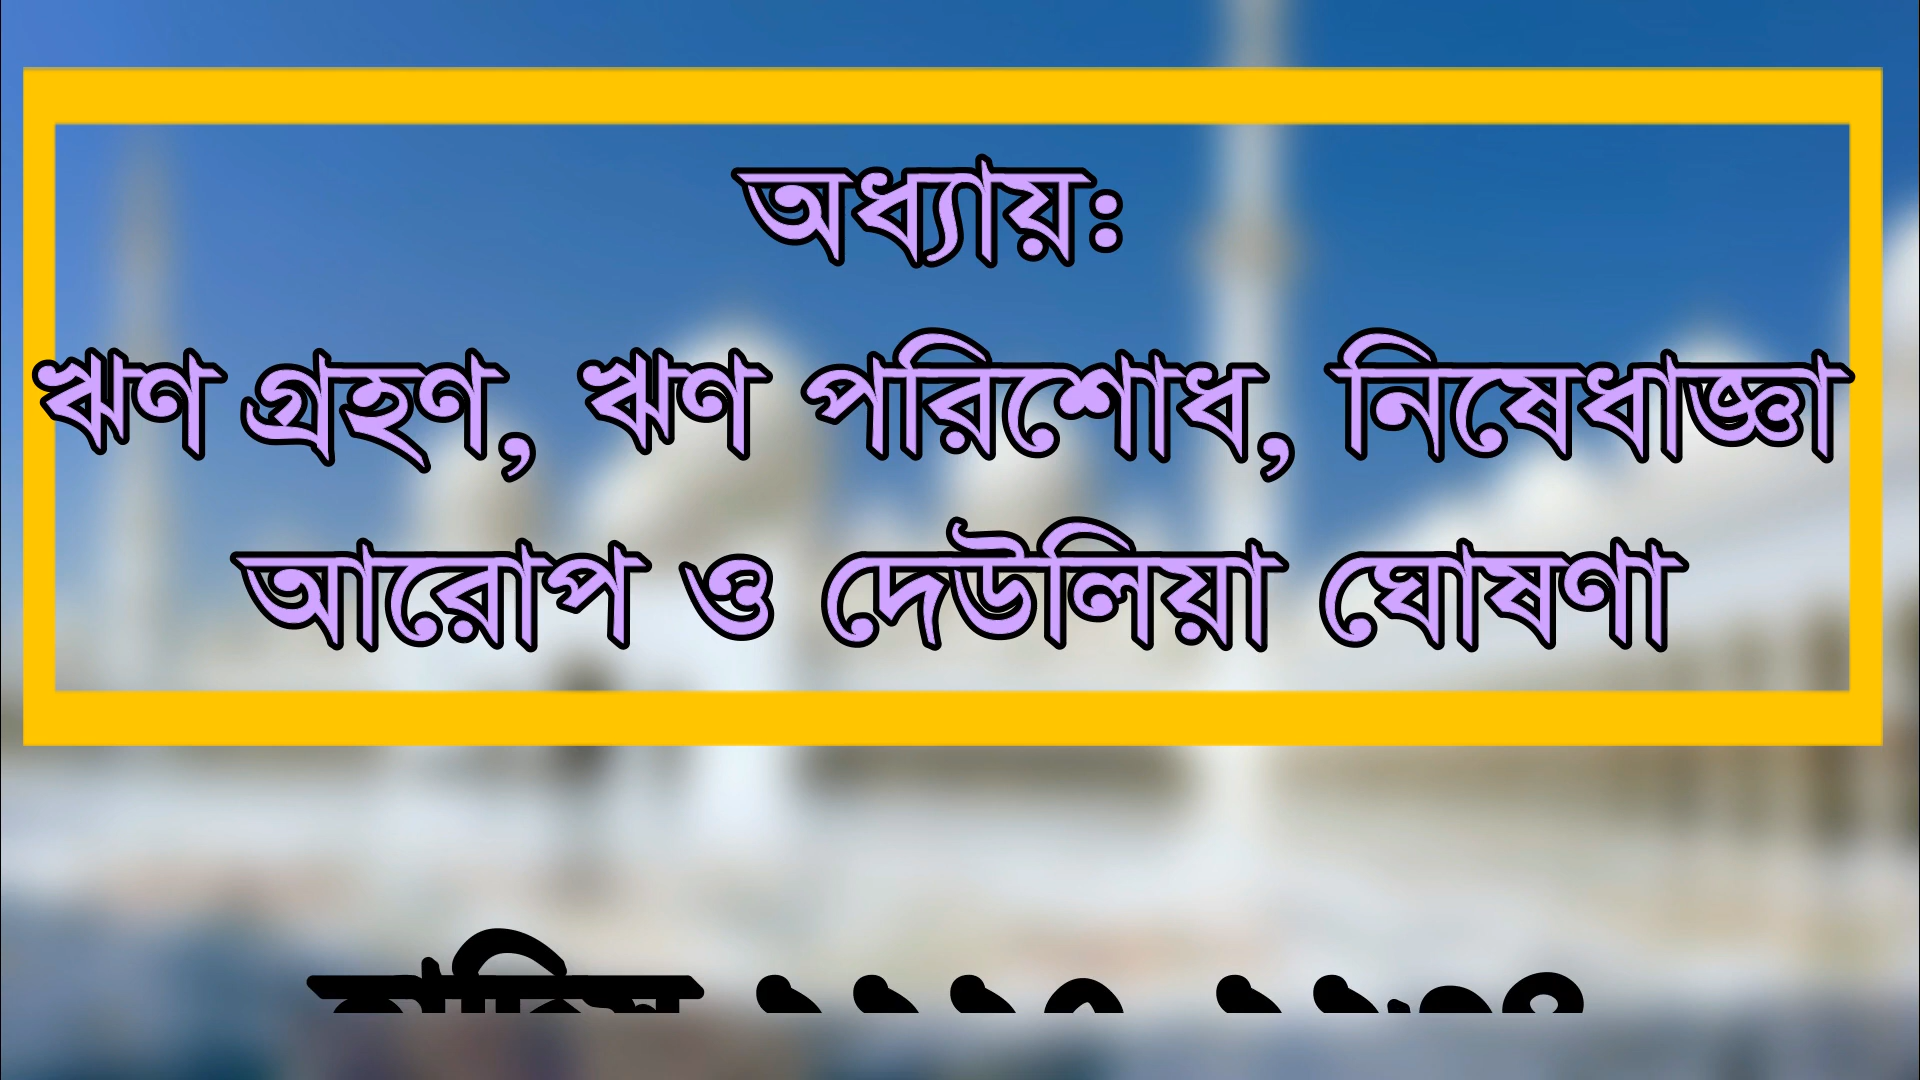 অধ্যায়ঃ
ঋণ গ্রহণ, ঋণ পরিশোধ, নিষেধাজ্ঞা
আরোপ ও দেউলিয়া ঘোষণা